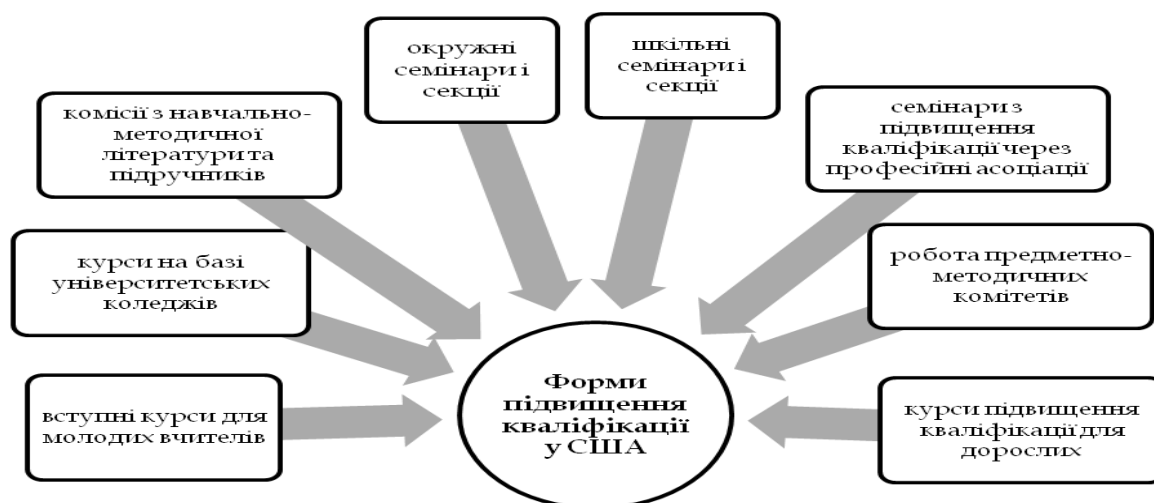 окружні
семінари і
секції
шкільні
семінари і
секції
комісії з навчально-
методичної
літератури та
підручників
семінари з
підвищення
кваліфікації через
професійні асоціації
курси на базі
університетських
коледжів
робота предметно-
методичних
комітетів
вступні курси для
молодих вчителів
Форми
підвищення
кваліфікації
у США
курси підвищення
кваліфікації для
дорослих